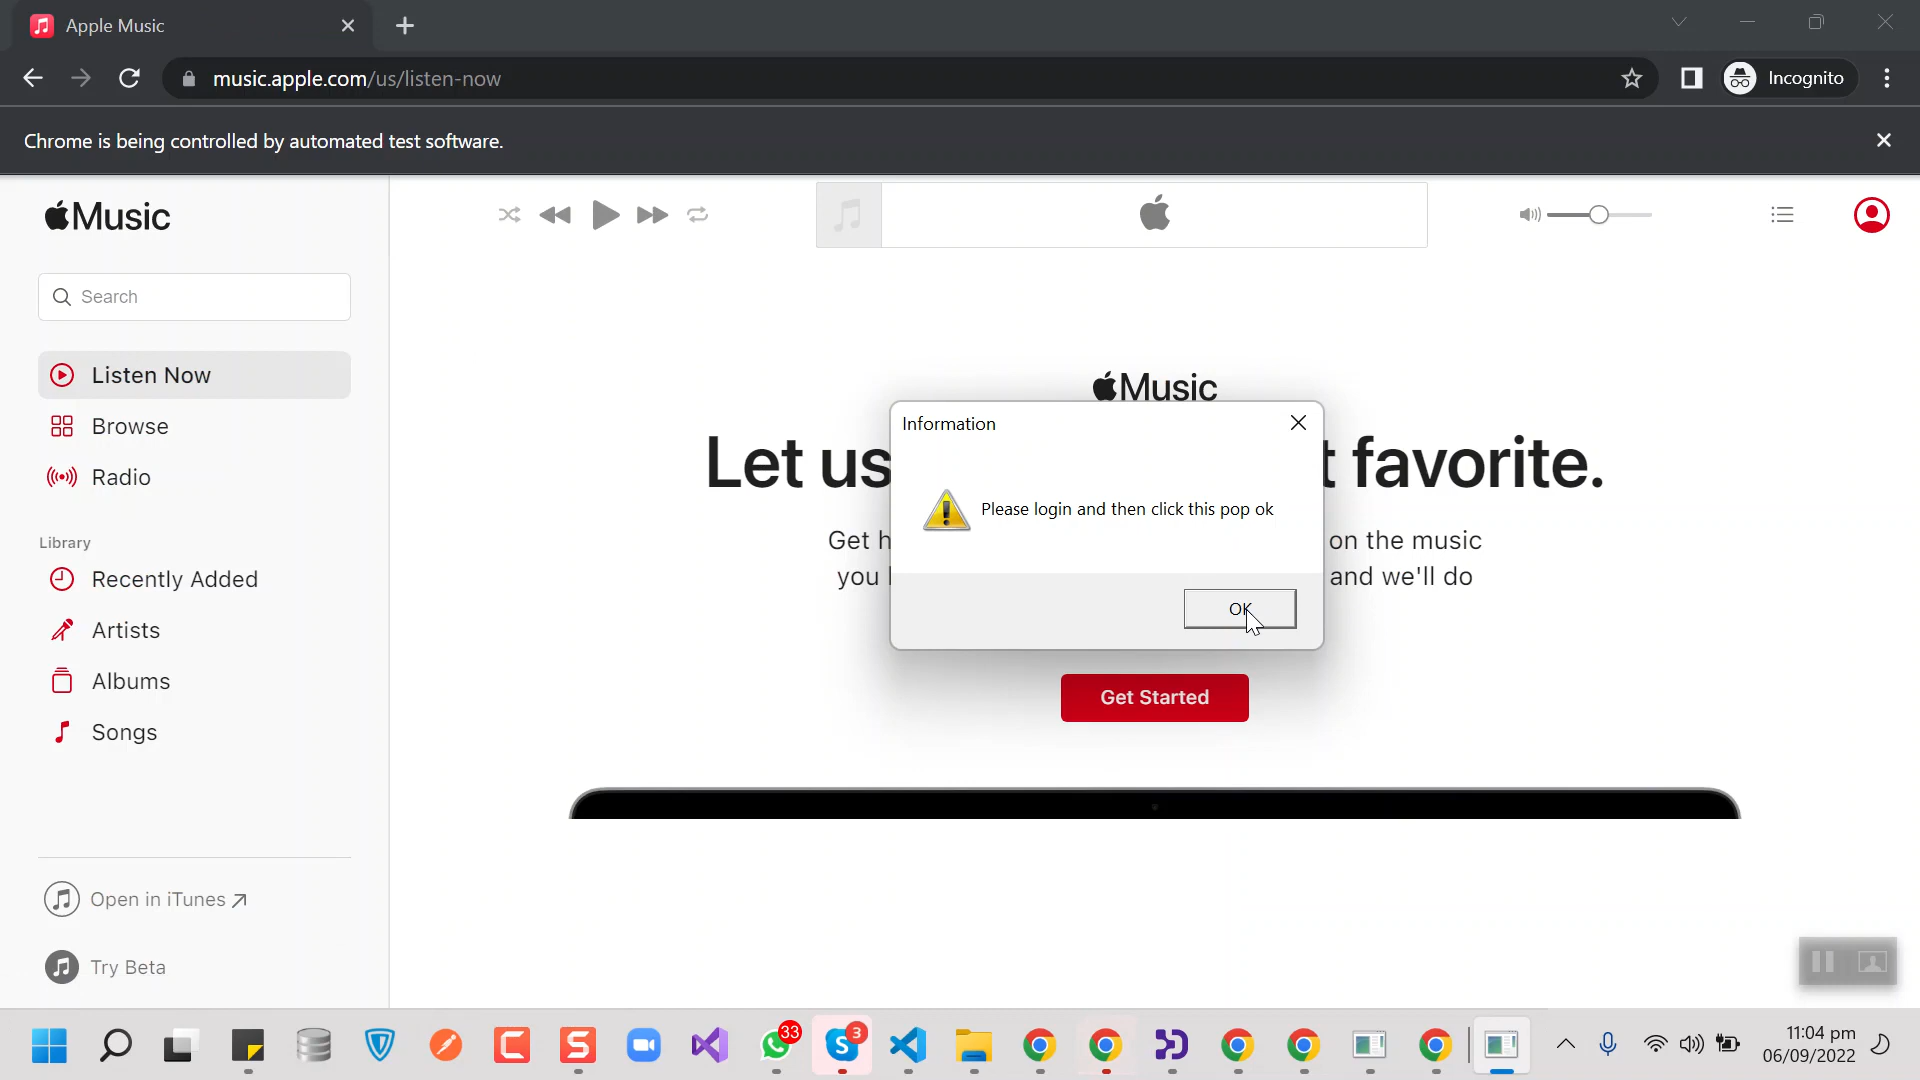 Apple Music
music.apple.com/us/listen-now
Incognito
Chrome is being controlled by automated test software.
Music
Search
Listen Now
Browse
Radio
Library
Recently Added
Artists
Albums
Songs
Open in iTunes
Try Beta
Music
Let us t favorite.
Get h on the music
you and we'll do
Get Started
Information
Please login and then click this pop ok
OK
33
3
11:04 pm
06/09/2022